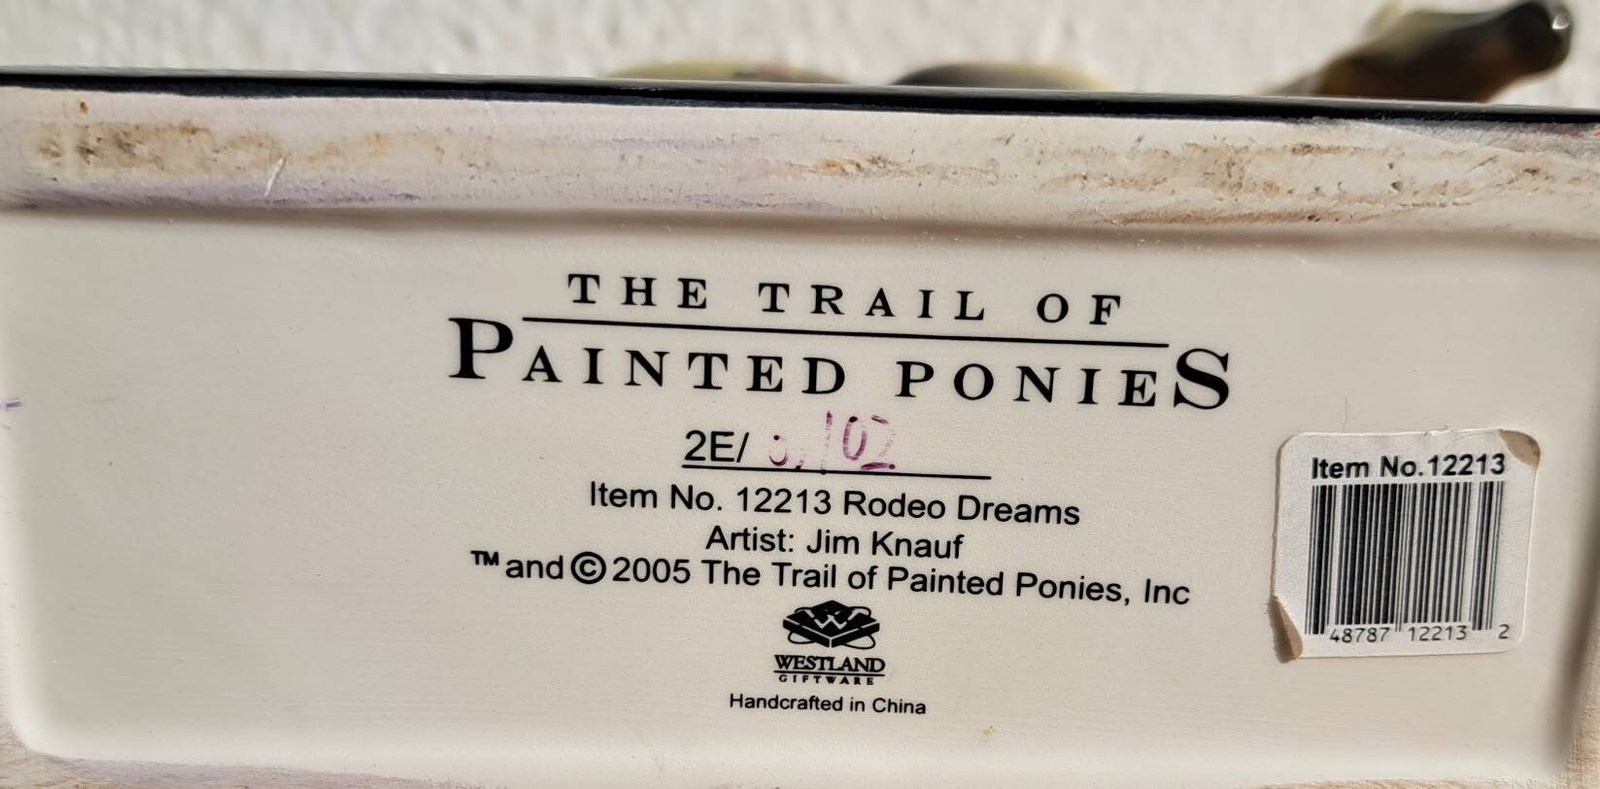 THE TRAIL OF
PAINTED PONIES
2E/
Item No. 12213 Rodeo Dreams
Artist: Jim Knauf
™ and © 2005 The Trail of Painted Ponies, Inc
WESTLAND
GIFTWARE
Handcrafted in China
Item No.12213
48787 12213 2